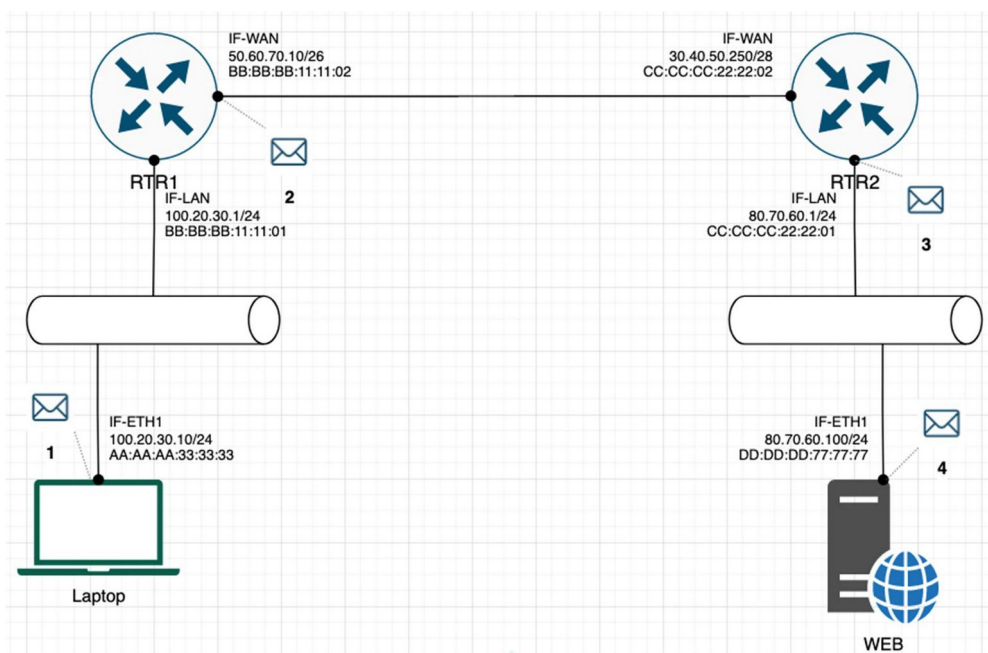 IF-WAN
50.60.70.10/26
BB:BB:BB:11:11:02
IF-WAN
30.40.50.250/28
CC:CC:CC:22:22:02
RTR1
2
IF-LAN
100.20.30.1/24
BB:BB:BB:11:11:01
RTR2
IF-LAN
80.70.60.1/24
CC:CC:CC:22:22:01
3
1
IF-ETH1
100.20.30.10/24
AA:AA:AA:33:33:33
IF-ETH1
80.70.60.100/24
DD:DD:DD:77:77:77
4
Laptop
WEB